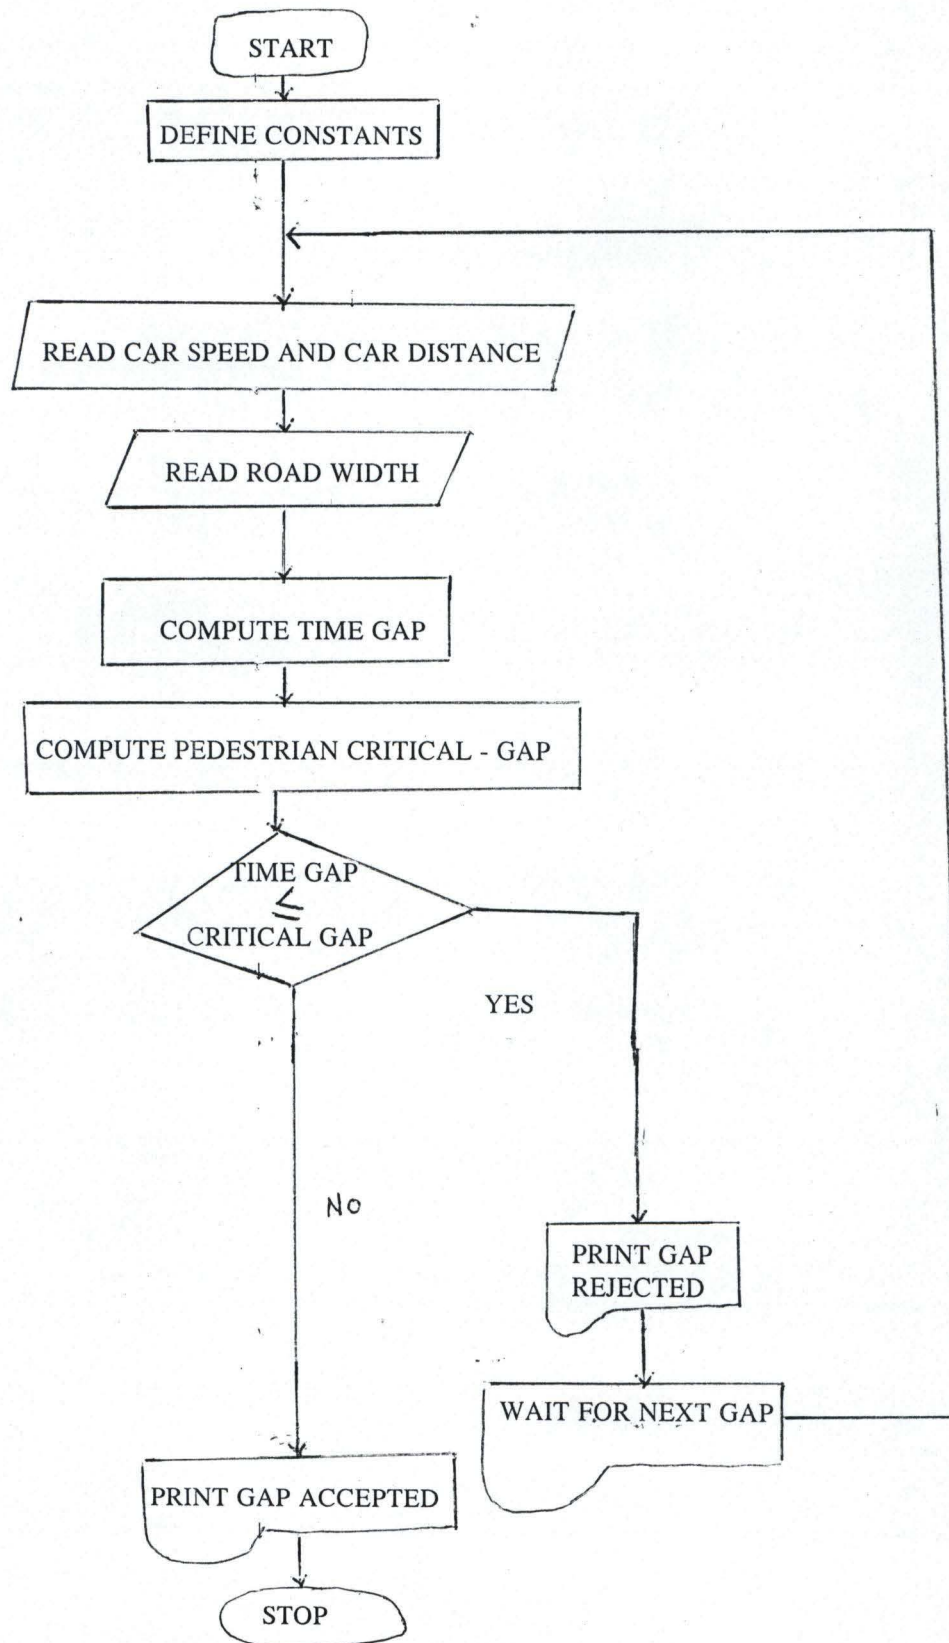 START
DEFINE CONSTANTS
READ CAR SPEED AND CAR DISTANCE
READ ROAD WIDTH
COMPUTE TIME GAP
COMPUTE PEDESTRIAN CRITICAL - GAP
TIME GAP
≤
CRITICAL GAP
YES
NO
PRINT GAP
REJECTED
WAIT FOR NEXT GAP
PRINT GAP ACCEPTED
STOP